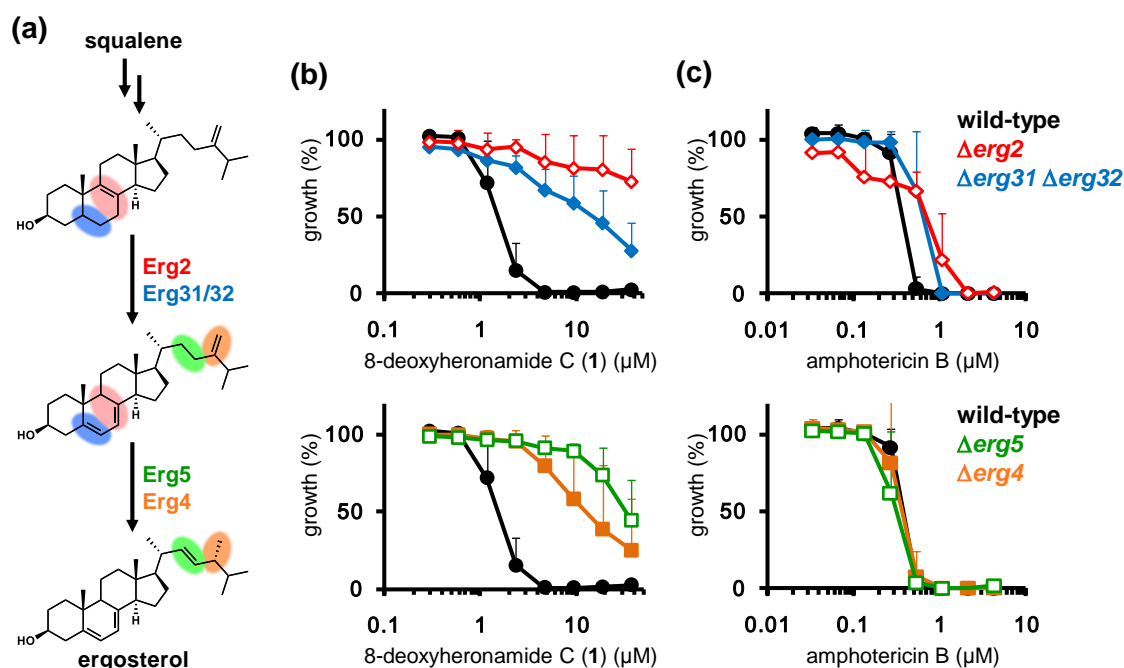 (a)
squalene
H
HO
Erg2
Erg31/32
H
HO
Erg5
Erg4
H
HO
ergosterol
(b)
growth (%)
100
50
0
0.1
1
10
8-deoxyheronamide C (1) (μM)
growth (%)
100
50
0
0.1
1
10
8-deoxyheronamide C (1) (μM)
(c)
growth (%)
100
50
0
0.01
0.1
1
10
amphotericin B (μM)
wild-type
Δerg2
Δerg31 Δerg32
growth (%)
100
50
0
0.01
0.1
1
10
amphotericin B (μM)
wild-type
Δerg5
Δerg4